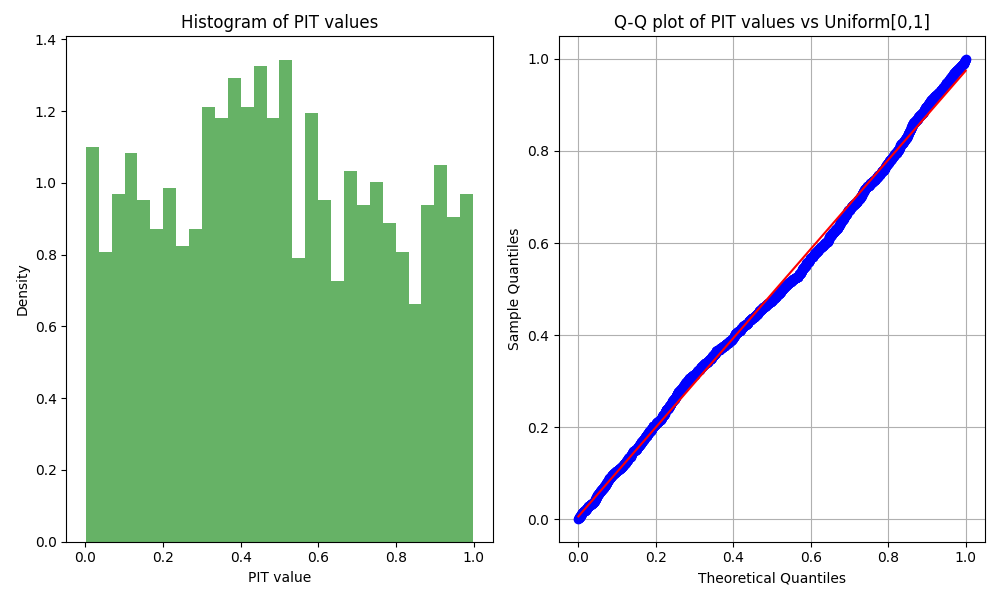 Histogram of PIT values
1.4
1.2
1.0
0.8
0.6
0.4
0.2
0.0
Density
0.0 0.2 0.4 0.6 0.8 1.0
PIT value
Q-Q plot of PIT values vs Uniform[0,1]
1.0
0.8
0.6
0.4
0.2
0.0
Sample Quantiles
0.0 0.2 0.4 0.6 0.8 1.0
Theoretical Quantiles